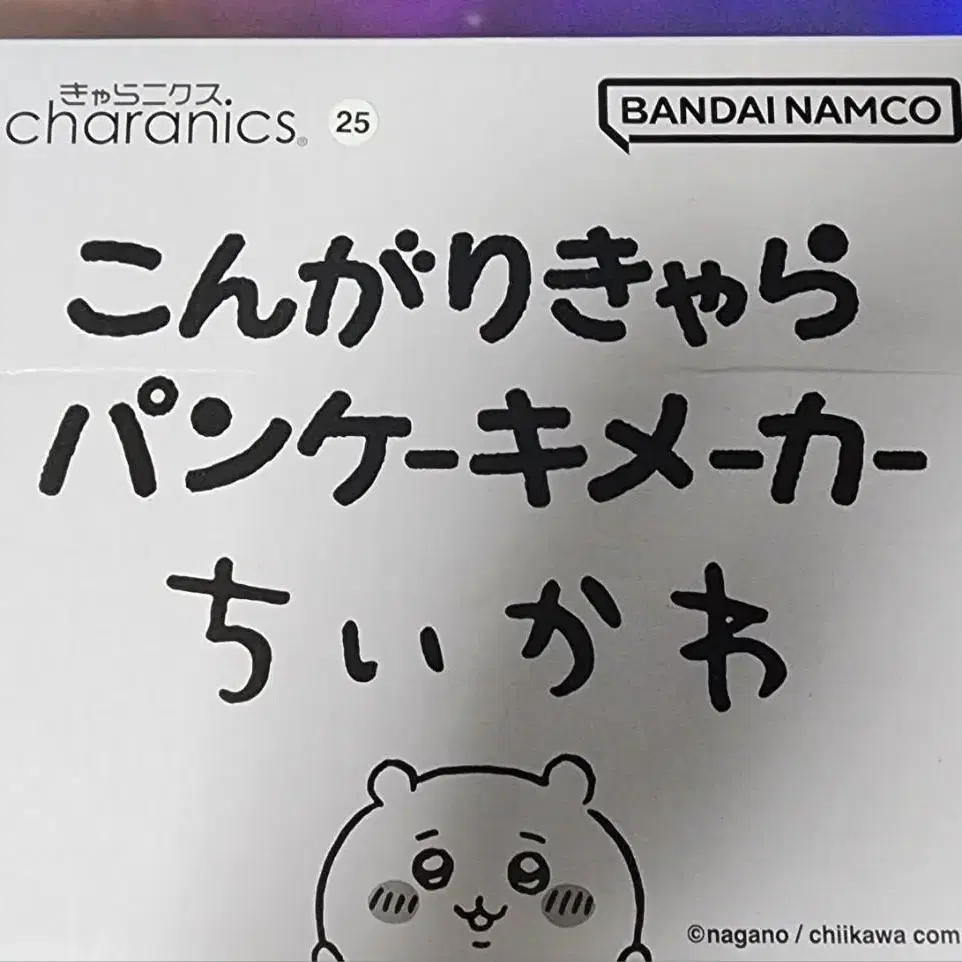 きゃらニクス
charanics® 25
BANDAI NAMCO
こんがりきゃら
パンケーキメーカー
ちいかわ
©nagano / chiikawa com